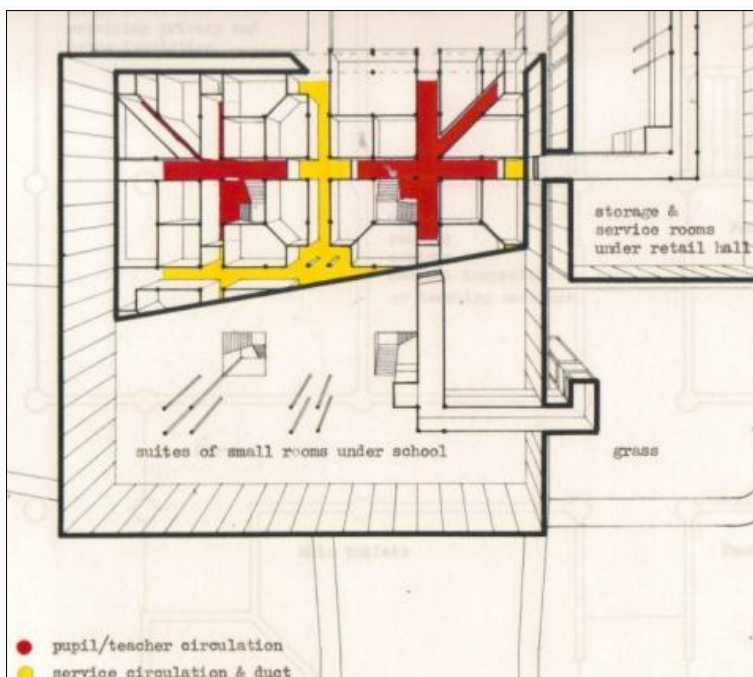 storage &
service rooms
under retail hall
suites of small rooms under school
grass
pupil/teacher circulation
service circulation & duct